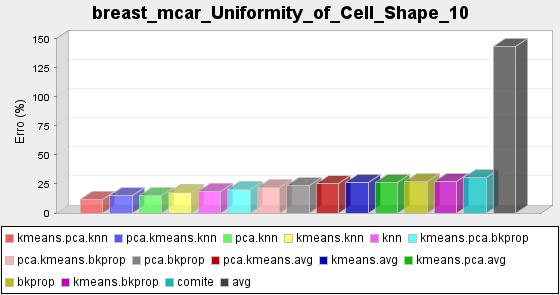 breast_mcar_Uniformity_of_Cell_Shape_10
150
125
100
75
50
25
0
Erro (%)
kmeans.pca.knn pca.kmeans.knn pca.knn kmeans.knn knn kmeans.pca.bkprop
pca.kmeans.bkprop pca.bkprop pca.kmeans.avg kmeans.avg kmeans.pca.avg
bkprop kmeans.bkprop comite avg